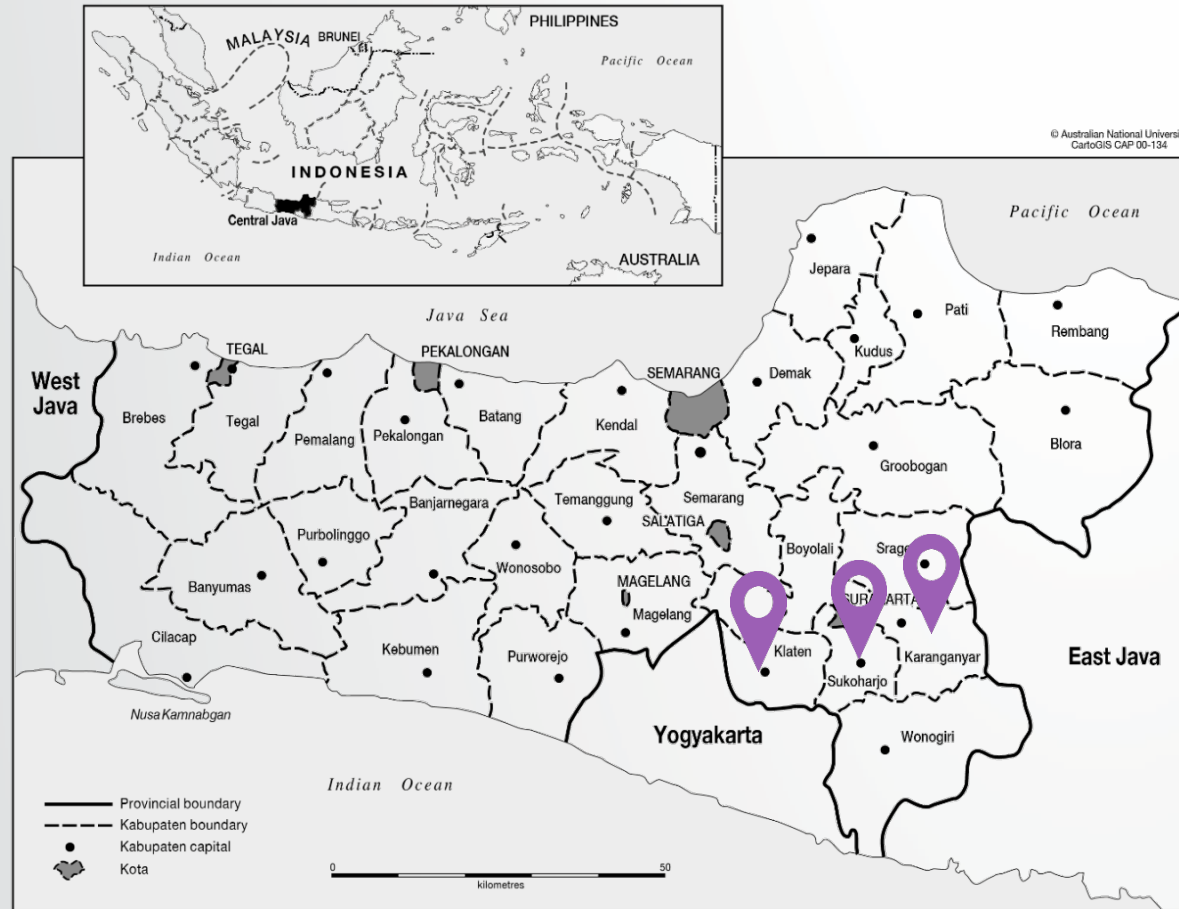 PHILIPPINES
MALAYSIA
BRUNEI
Pacific Ocean
INDONESIA
Central Java
Indian Ocean
AUSTRALIA
© Australian National Universi
CartoGIS CAP 00-134
Pacific Ocean
Java Sea
Jepara
Pati
Rembang
Kudus
TEGAL
PEKALONGAN
SEMARANG
Demak
West
Java
Brebes
Tegal
Pemalang
Pekalongan
Batang
Kendal
Blora
Groobogan
Banjarnegara
Temanggung
Semarang
SALATIGA
Purbolinggo
Boyolali
Wonosobo
Banyumas
MAGELANG
Magelang
Cilacap
Kebumen
Purworejo
Klaten
Karanganyar
East Java
Sukoharjo
Nusa Kamnabgan
Yogyakarta
Wonogiri
Indian Ocean
Provincial boundary
Kabupaten boundary
Kabupaten capital
Kota
0
50
kilometres